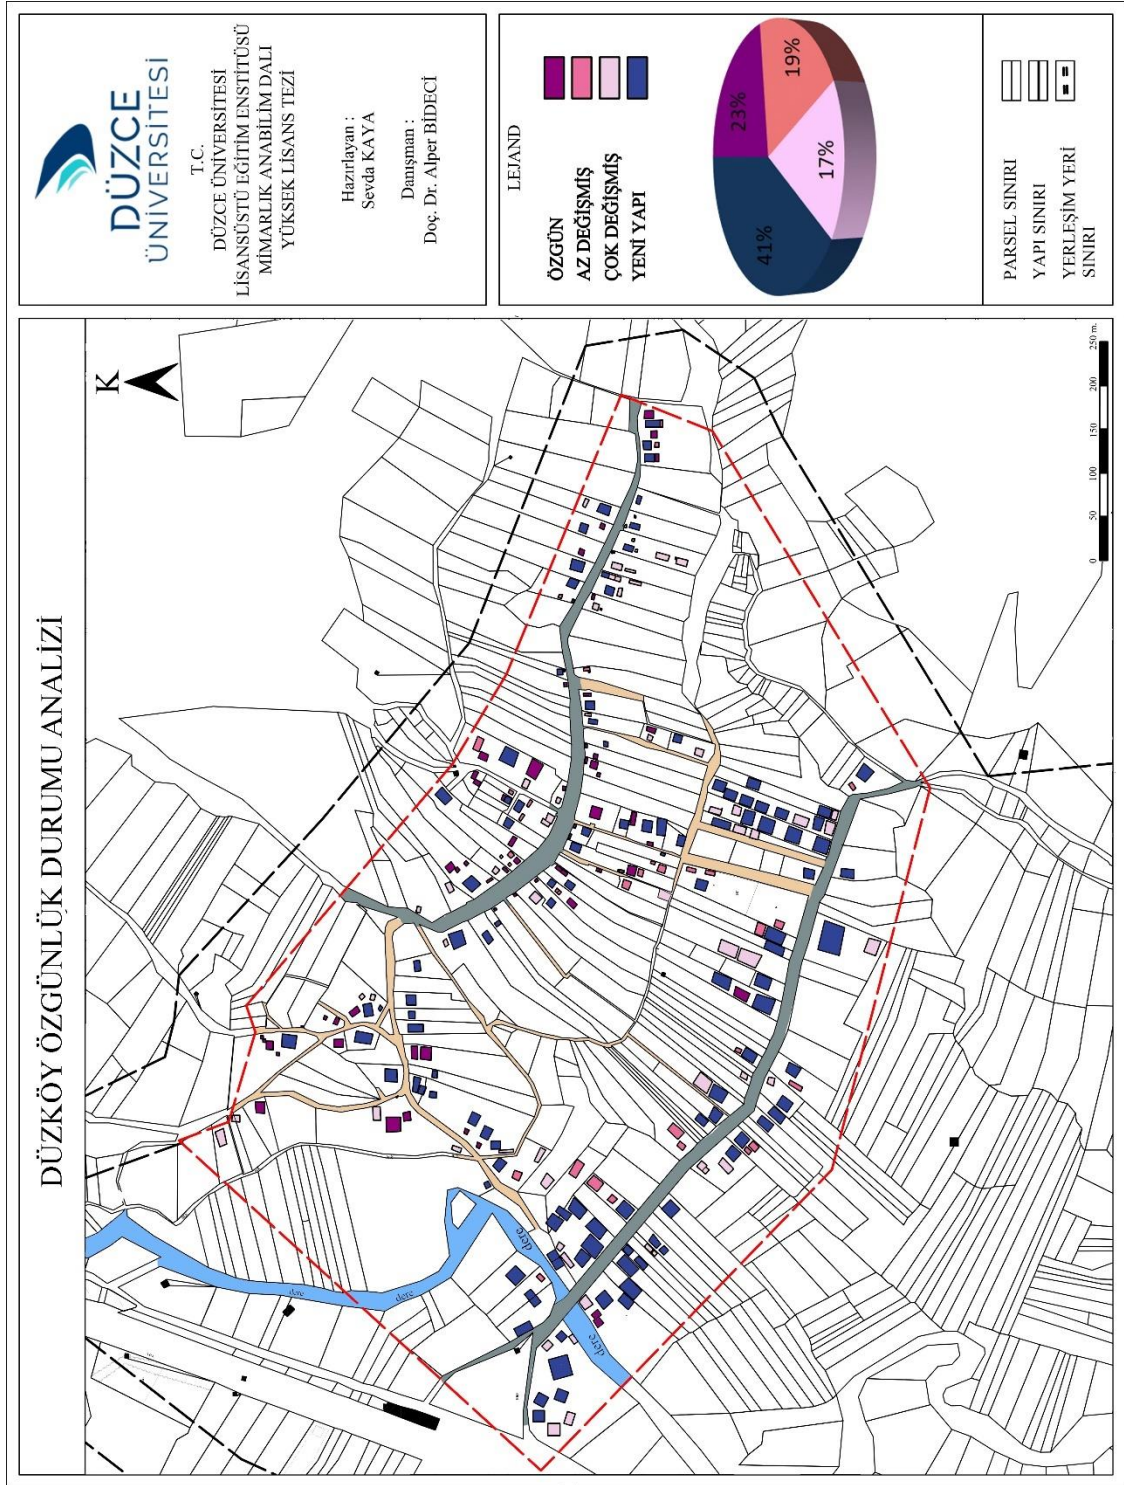 DÜZKÖY ÖZGÜNLÜK DURUMU ANALİZİ
K
dere
dere
dere
dere
0 50 100 150 200 250 m.
DÜZCE
ÜNİVERSİTESİ
T.C.
DÜZCE ÜNİVERSİTESİ
LİSANSÜSTÜ EĞİTİM ENSTİTÜSÜ
MİMARLIK ANABİLİM DALI
YÜKSEK LİSANS TEZİ
Hazırlayan :
Sevda KAYA
Danışman :
Doç. Dr. Alper BİDECİ
LEJAND
ÖZGÜN
AZ DEĞİŞMİŞ
ÇOK DEĞİŞMİŞ
YENİ YAPI
23%
19%
17%
41%
PARSEL SINIRI
YAPI SINIRI
YERLEŞİM YERİ
SINIRI